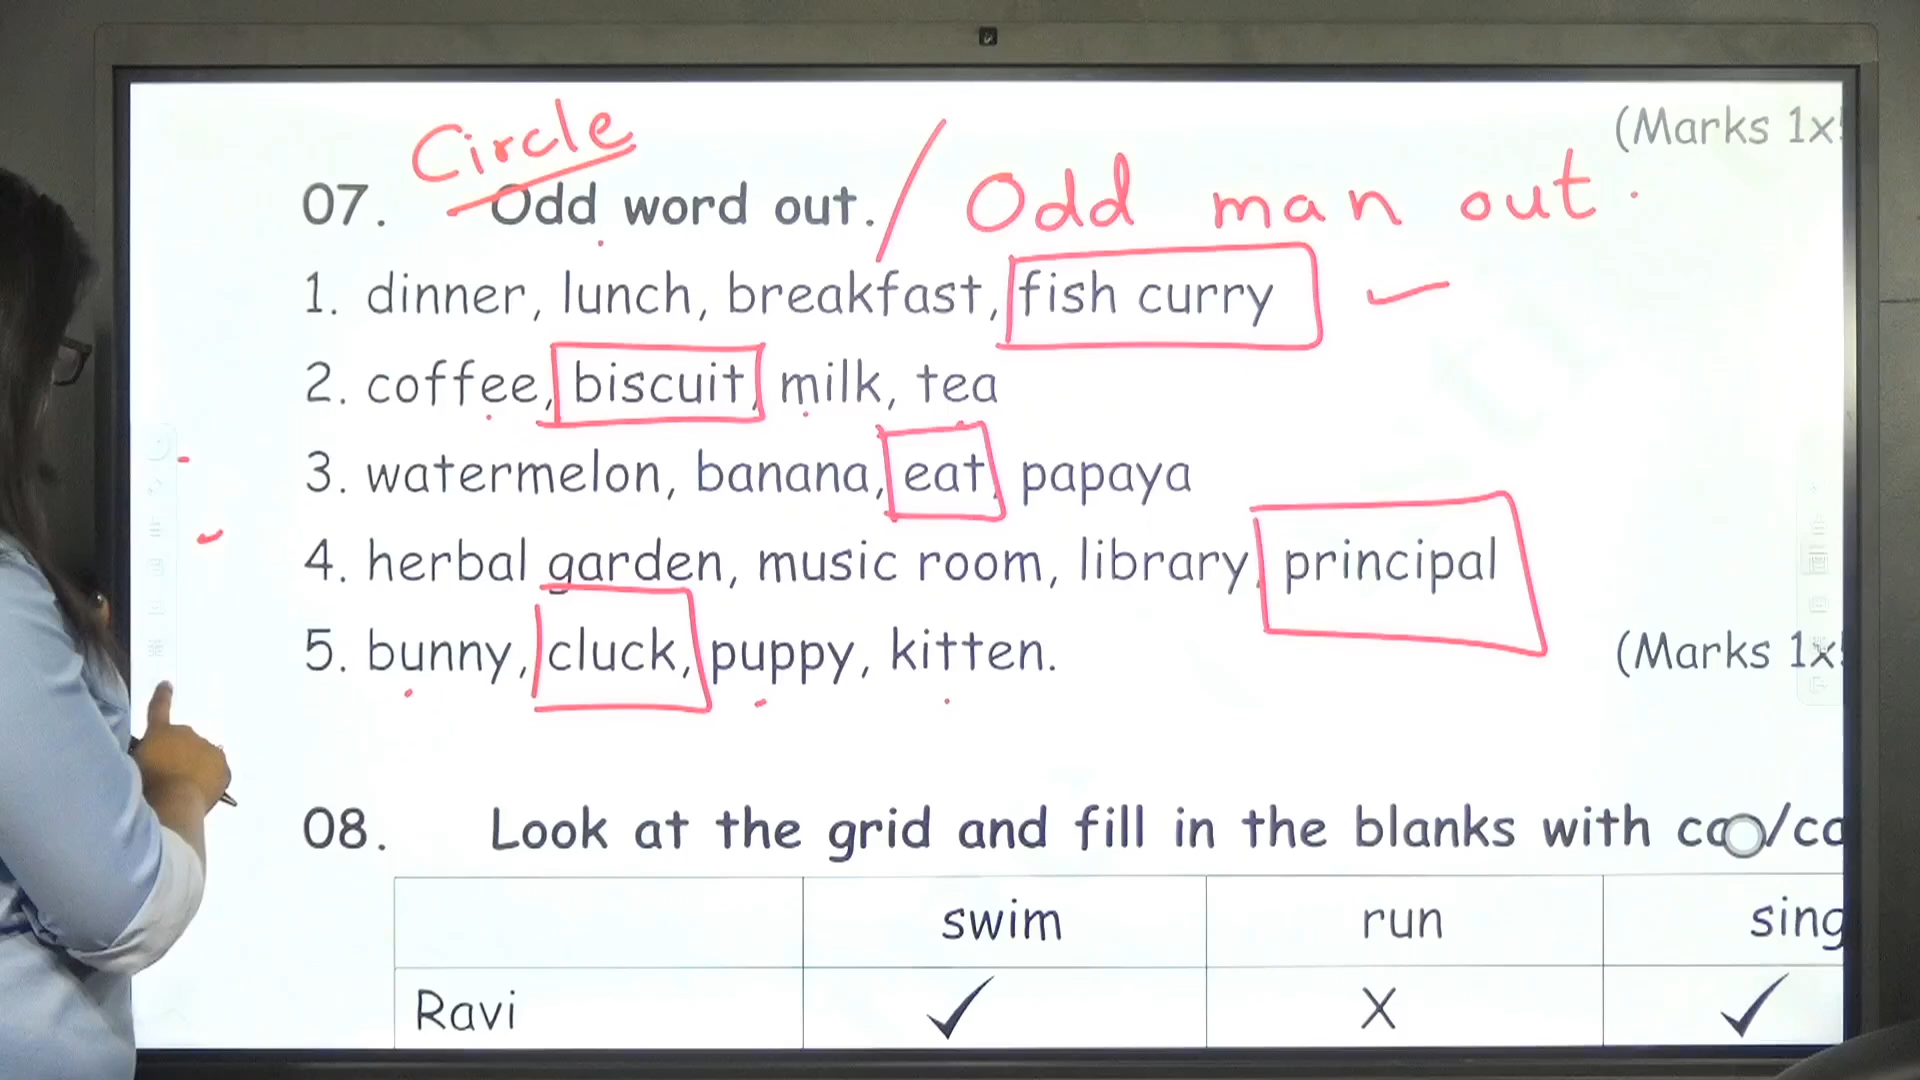 (Marks 1x
Circle
07. Odd word out. / Odd man out.
1. dinner, lunch, breakfast, fish curry
2. coffee, biscuit, milk, tea
3. watermelon, banana, eat, papaya
4. herbal garden, music room, library, principal
5. bunny, cluck, puppy, kitten.
(Marks 1x
08. Look at the grid and fill in the blanks with
swim run sing
Ravi ✓ X ✓